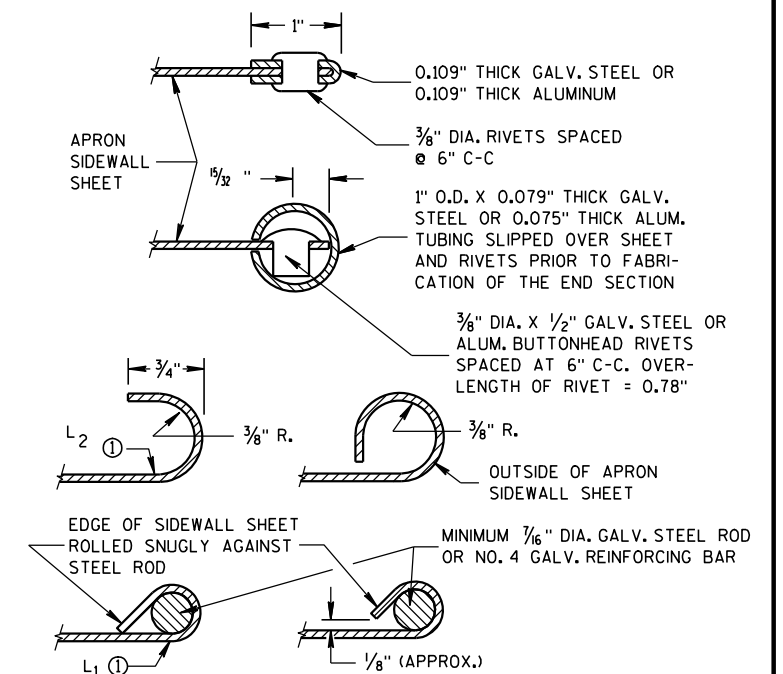 1"
0.109" THICK GALV. STEEL OR
0.109" THICK ALUMINUM
3/8" DIA. RIVETS SPACED
@ 6" C-C
APRON
SIDEWALL
SHEET
15/32 "
1" O.D. X 0.079" THICK GALV.
STEEL OR 0.075" THICK ALUM.
TUBING SLIPPED OVER SHEET
AND RIVETS PRIOR TO FABRI-
CATION OF THE END SECTION
3/8" DIA. X 1/2" GALV. STEEL OR
ALUM. BUTTONHEAD RIVETS
SPACED AT 6" C-C. OVER-
LENGTH OF RIVET = 0.78"
3/4"
L2 ①
3/8" R.
3/8" R.
OUTSIDE OF APRON
SIDEWALL SHEET
EDGE OF SIDEWALL SHEET
ROLLED SNUGLY AGAINST
STEEL ROD
MINIMUM 7/16" DIA. GALV. STEEL ROD
OR NO. 4 GALV. REINFORCING BAR
L1 ①
1/8" (APPROX.)